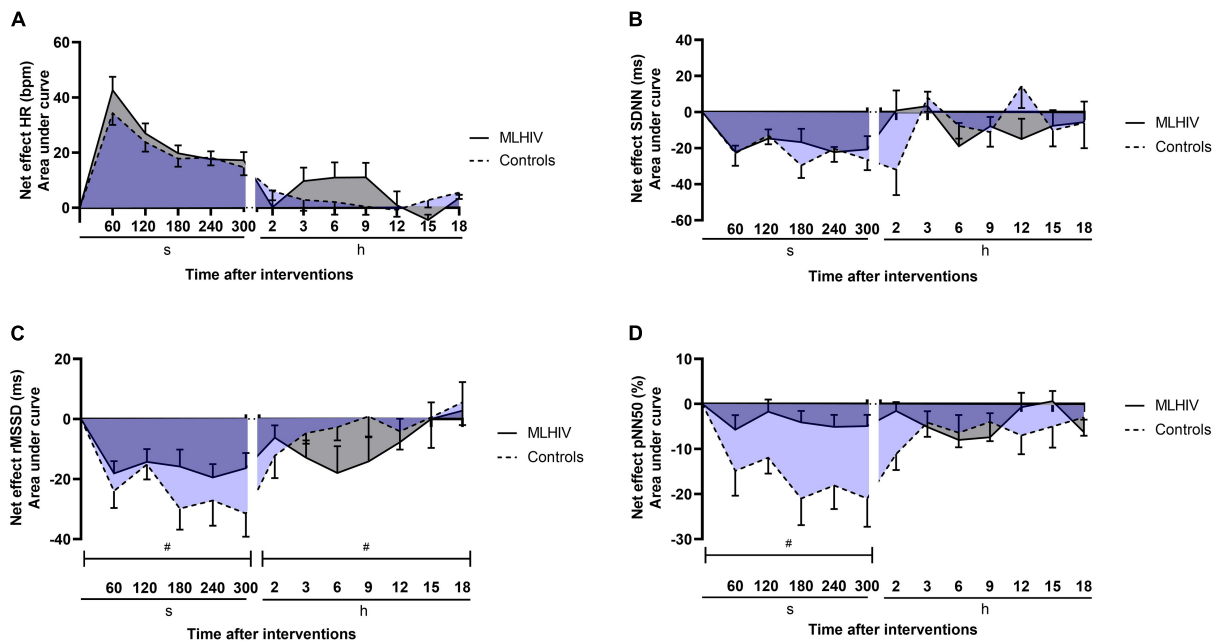 A
Net effect HR (bpm)
Area under curve
60
40
20
0
60 120 180 240 300 2 3 6 9 12 15 18
s h
Time after interventions
MLHIV
Controls
B
Net effect SDNN (ms)
Area under curve
40
20
0
-20
-40
-60
60 120 180 240 300 2 3 6 9 12 15 18
s h
Time after interventions
MLHIV
Controls
C
Net effect rMSSD (ms)
Area under curve
20
0
-20
-40
# #
60 120 180 240 300 2 3 6 9 12 15 18
s h
Time after interventions
MLHIV
Controls
D
Net effect pNN50 (%)
Area under curve
10
0
-10
-20
-30
#
60 120 180 240 300 2 3 6 9 12 15 18
s h
Time after interventions
MLHIV
Controls